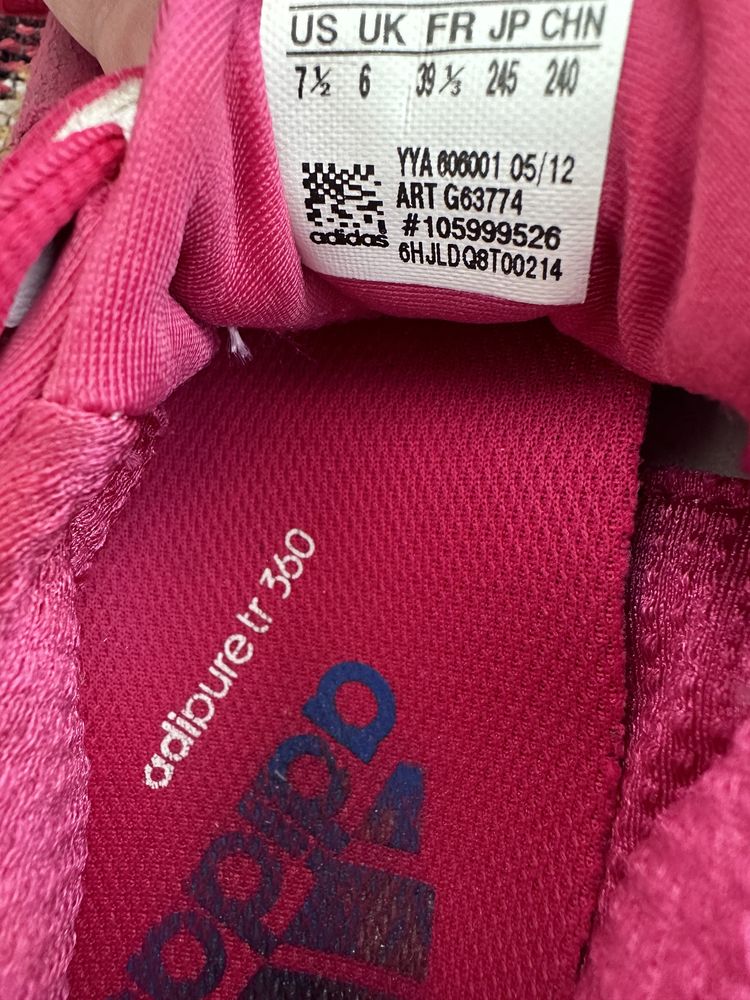 US UK FR JP CHN
7½ 6 39⅓ 245 240
YYA 606001 05/12
ART G63774
#105999526
6HJLDQ8T00214
adidas
adipure tr 360
adidas